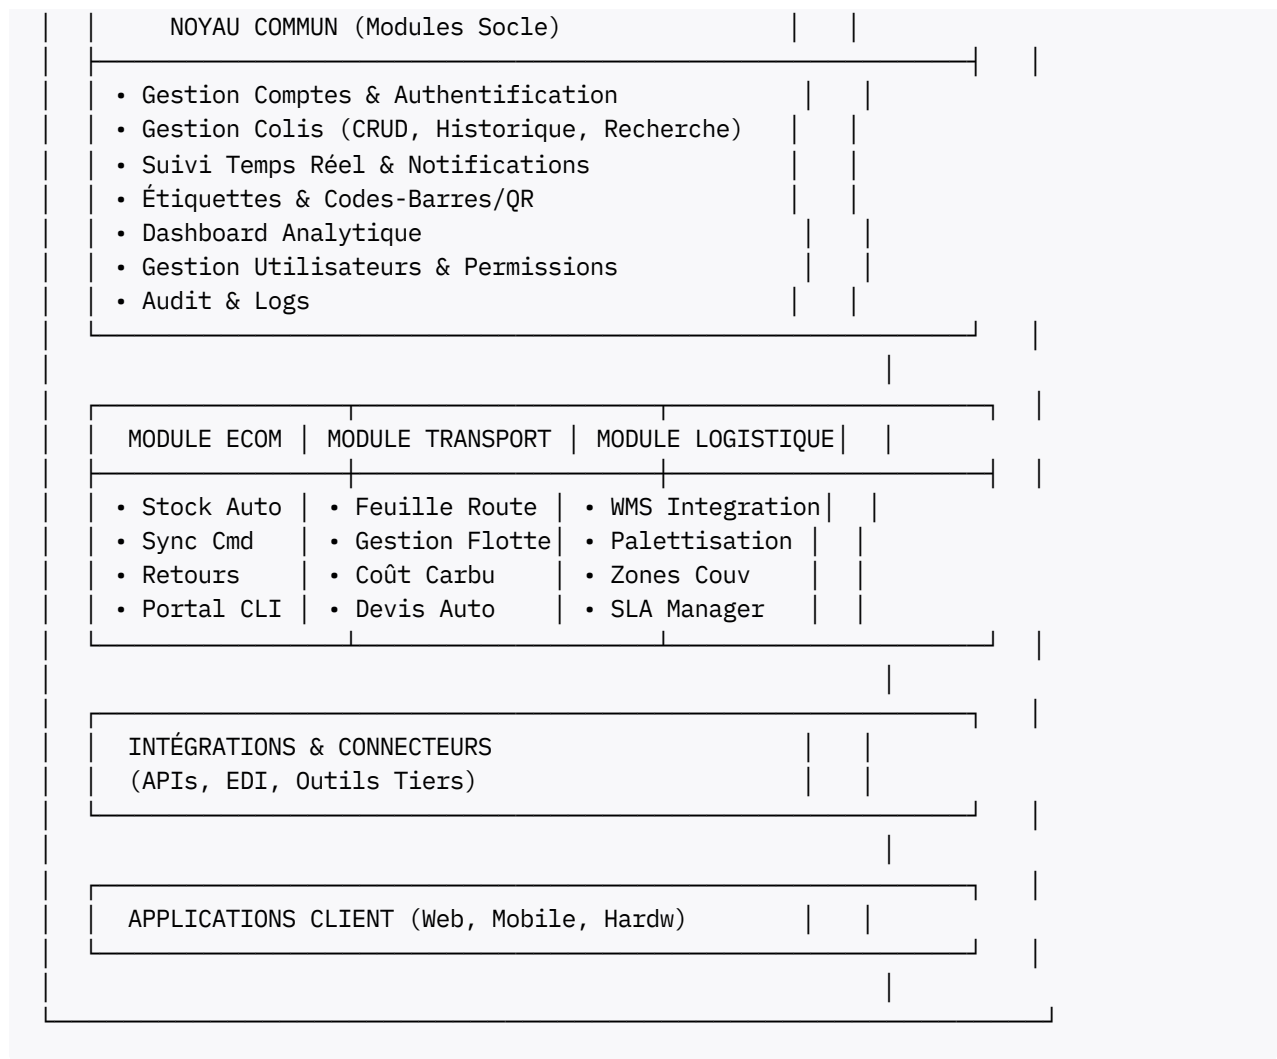 NOYAU COMMUN (Modules Socle)
• Gestion Comptes & Authentification
• Gestion Colis (CRUD, Historique, Recherche)
• Suivi Temps Réel & Notifications
• Étiquettes & Codes-Barres/QR
• Dashboard Analytique
• Gestion Utilisateurs & Permissions
• Audit & Logs
MODULE ECOM │ MODULE TRANSPORT │ MODULE LOGISTIQUE│
• Stock Auto │ • Feuille Route │ • WMS Integration│
• Sync Cmd │ • Gestion Flotte│ • Palettisation │
• Retours │ • Coût Carbu │ • Zones Couv │
• Portal CLI │ • Devis Auto │ • SLA Manager │
INTÉGRATIONS & CONNECTEURS
(APIs, EDI, Outils Tiers)
APPLICATIONS CLIENT (Web, Mobile, Hardw)